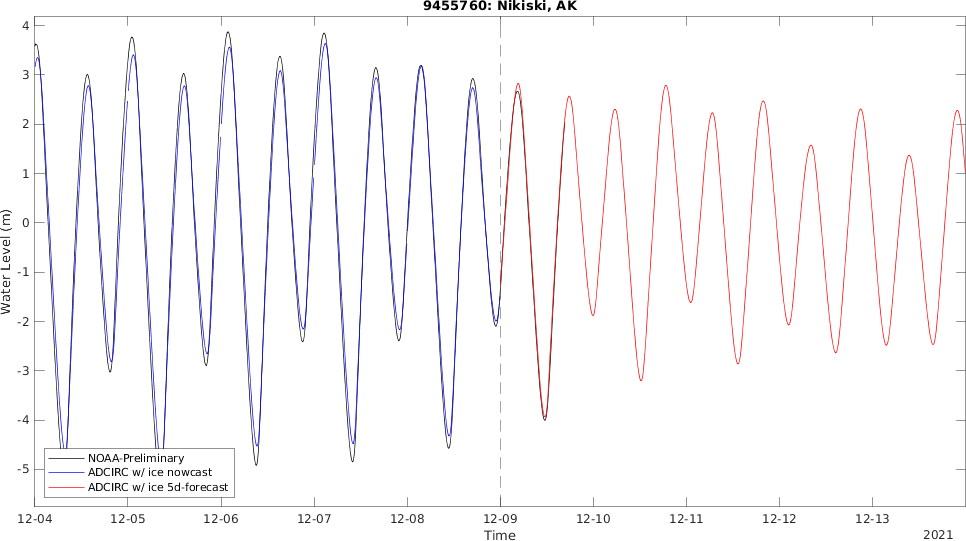 9455760: Nikiski, AK
4
3
2
1
0
-1
-2
-3
-4
-5
Water Level (m)
NOAA-Preliminary
ADCIRC w/ ice nowcast
ADCIRC w/ ice 5d-forecast
12-04 12-05 12-06 12-07 12-08 12-09 12-10 12-11 12-12 12-13
Time
2021